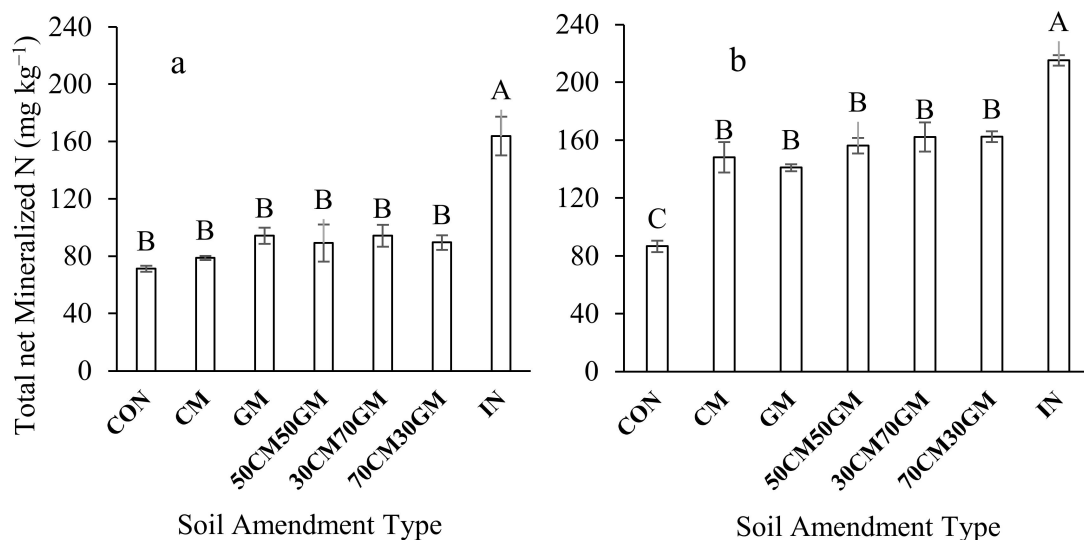 Total net Mineralized N (mg kg⁻¹)
240
200
160
120
80
40
0
a
B
B
B
B
B
B
A
CON
CM
GM
50CM50GM
30CM70GM
70CM30GM
IN
Soil Amendment Type
240
200
160
120
80
40
0
b
C
B
B
B
B
B
A
CON
CM
GM
50CM50GM
30CM70GM
70CM30GM
IN
Soil Amendment Type